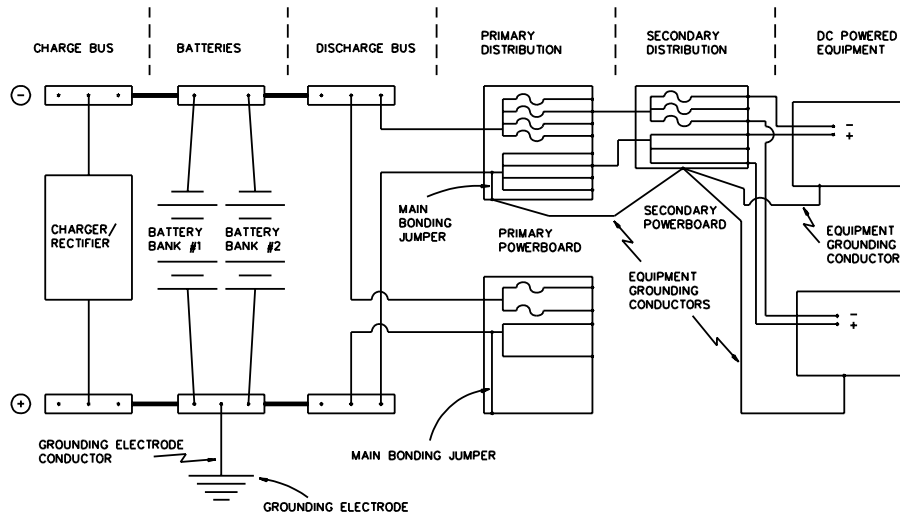 CHARGE BUS
BATTERIES
DISCHARGE BUS
PRIMARY
DISTRIBUTION
SECONDARY
DISTRIBUTION
DC POWERED
EQUIPMENT
−
−
+
CHARGER/
RECTIFIER
BATTERY
BANK #1
BATTERY
BANK #2
MAIN
BONDING
JUMPER
PRIMARY
POWERBOARD
SECONDARY
POWERBOARD
EQUIPMENT
GROUNDING
CONDUCTOR
EQUIPMENT
GROUNDING
CONDUCTORS
−
+
+
GROUNDING ELECTRODE
CONDUCTOR
MAIN BONDING JUMPER
GROUNDING ELECTRODE